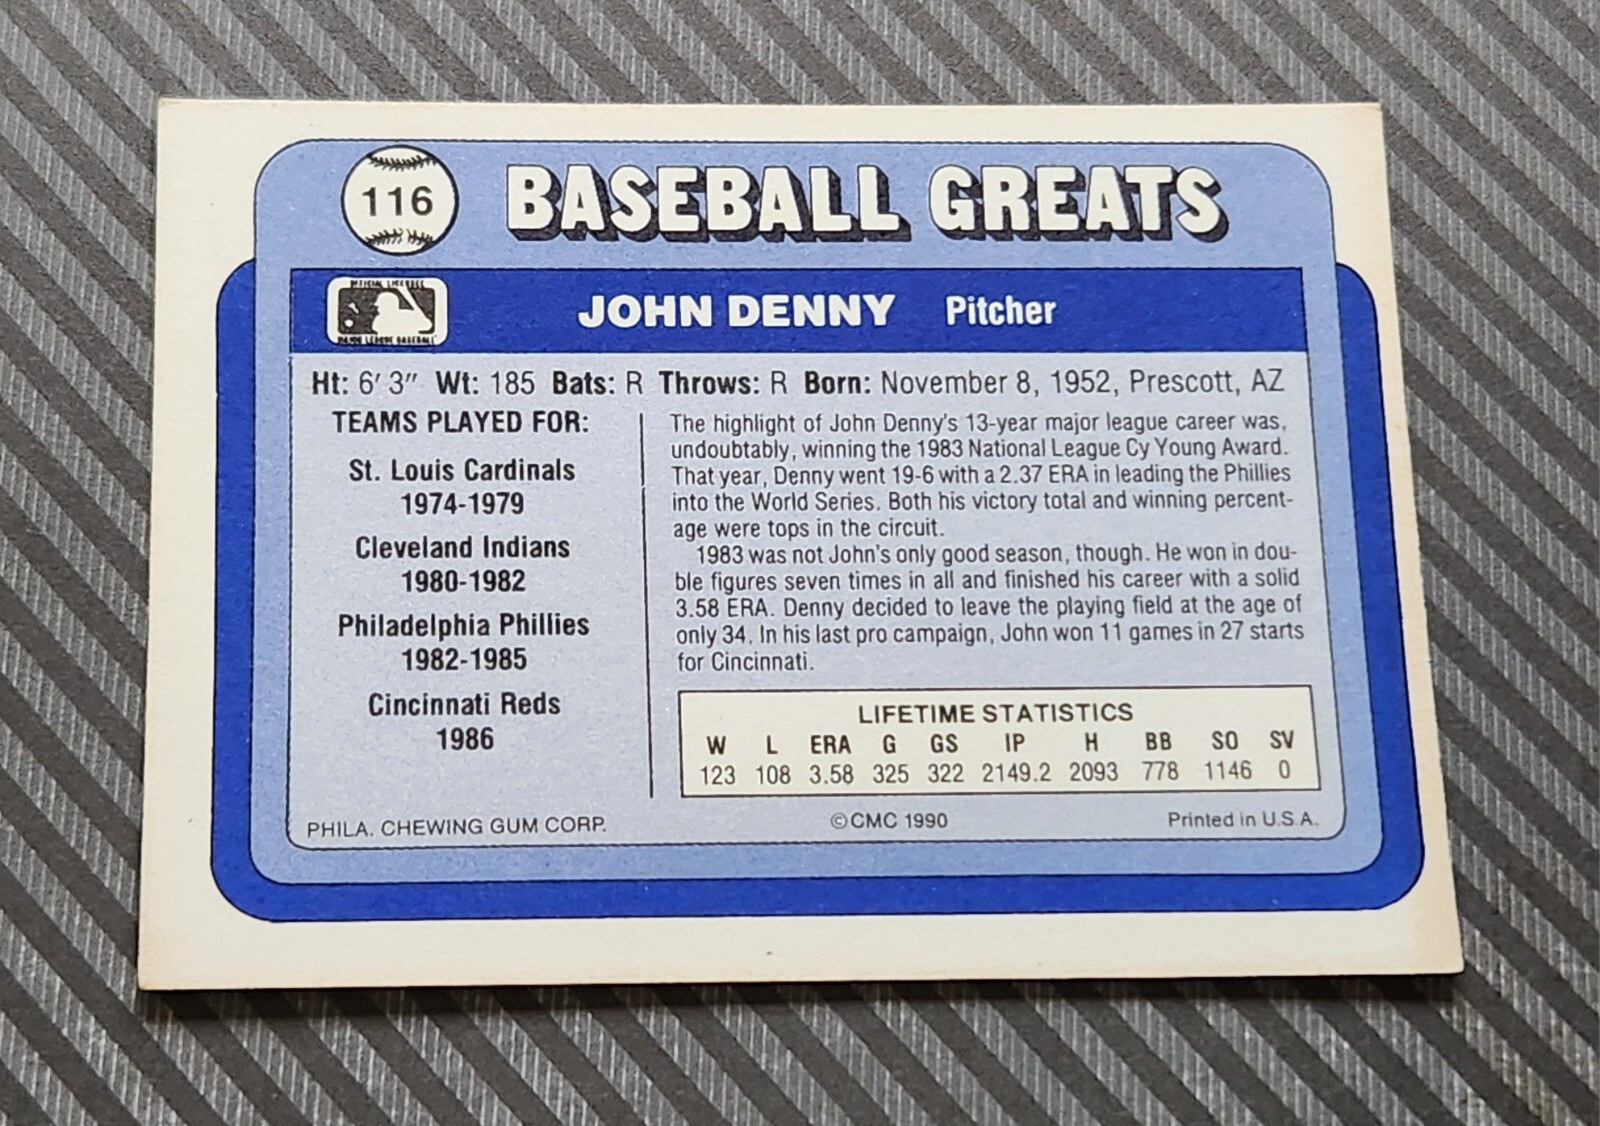 116
BASEBALL GREATS
OFFICIAL LICENSEE
MAJOR LEAGUE BASEBALL
JOHN DENNY Pitcher
Ht: 6′ 3″ Wt: 185 Bats: R Throws: R Born: November 8, 1952, Prescott, AZ
TEAMS PLAYED FOR:
St. Louis Cardinals
1974-1979
Cleveland Indians
1980-1982
Philadelphia Phillies
1982-1985
Cincinnati Reds
1986
The highlight of John Denny's 13-year major league career was,
undoubtably, winning the 1983 National League Cy Young Award.
That year, Denny went 19-6 with a 2.37 ERA in leading the Phillies
into the World Series. Both his victory total and winning percent-
age were tops in the circuit.
1983 was not John's only good season, though. He won in dou-
ble figures seven times in all and finished his career with a solid
3.58 ERA. Denny decided to leave the playing field at the age of
only 34. In his last pro campaign, John won 11 games in 27 starts
for Cincinnati.
LIFETIME STATISTICS
W L ERA G GS IP H BB SO SV
123 108 3.58 325 322 2149.2 2093 778 1146 0
PHILA. CHEWING GUM CORP. ©CMC 1990 Printed in U.S.A.